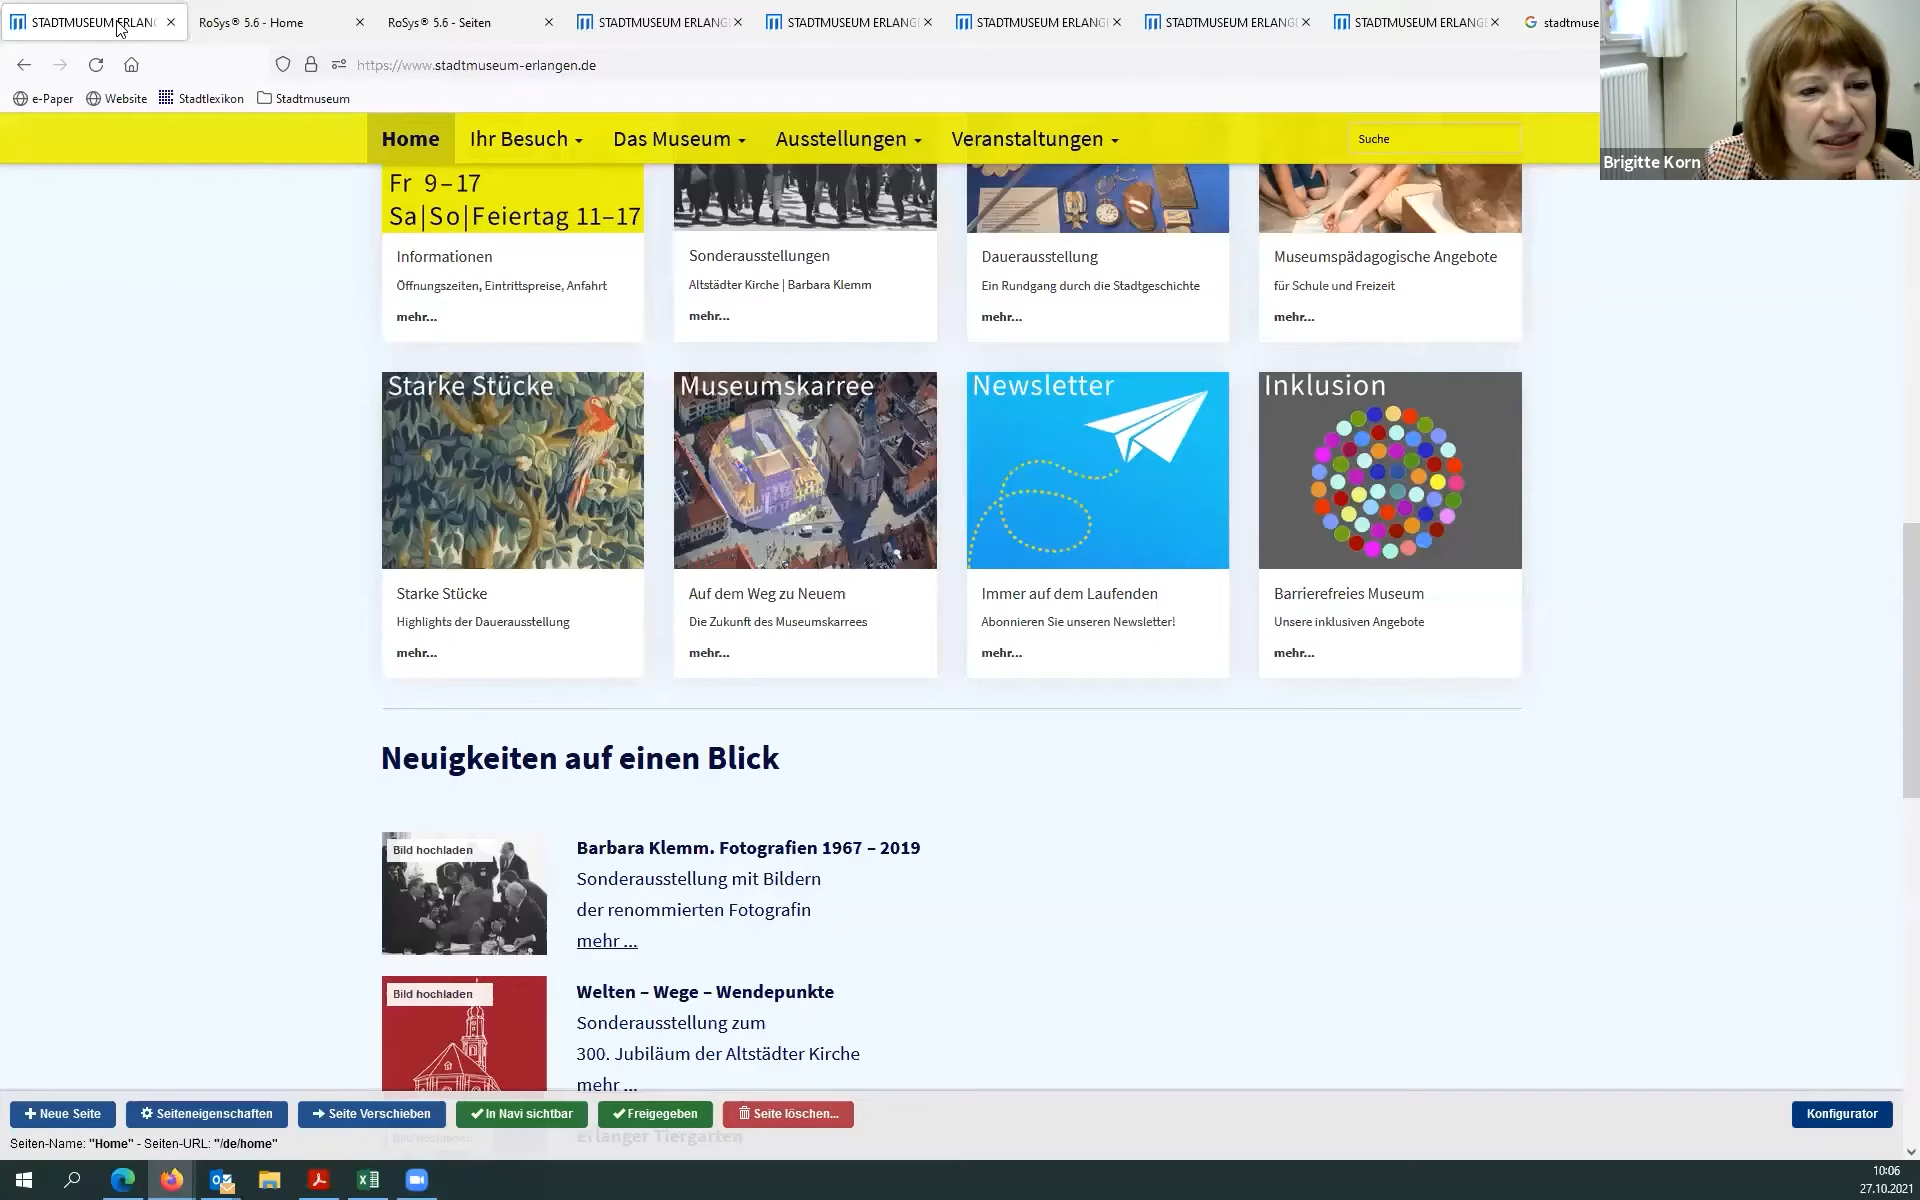 STADTMUSEUM ERLANG
RoSys® 5.6 - Home
RoSys® 5.6 - Seiten
STADTMUSEUM ERLANGE
STADTMUSEUM ERLANGE
STADTMUSEUM ERLANGE
STADTMUSEUM ERLANGE
STADTMUSEUM ERLANGE
stadtmuse
https://www.stadtmuseum-erlangen.de
e-Paper
Website
Stadtlexikon
Stadtmuseum
Brigitte Korn
Home
Ihr Besuch
Das Museum
Ausstellungen
Veranstaltungen
Suche
Fr 9–17
Sa|So|Feiertag 11–17
Informationen
Öffnungszeiten, Eintrittspreise, Anfahrt
mehr...
Sonderausstellungen
Altstädter Kirche | Barbara Klemm
mehr...
Dauerausstellung
Ein Rundgang durch die Stadtgeschichte
mehr...
Museumspädagogische Angebote
für Schule und Freizeit
mehr...
Starke Stücke
Starke Stücke
Highlights der Dauerausstellung
mehr...
Museumskarree
Auf dem Weg zu Neuem
Die Zukunft des Museumskarrees
mehr...
Newsletter
Immer auf dem Laufenden
Abonnieren Sie unseren Newsletter!
mehr...
Inklusion
Barrierefreies Museum
Unsere inklusiven Angebote
mehr...
Neuigkeiten auf einen Blick
Bild hochladen
Barbara Klemm. Fotografien 1967 – 2019
Sonderausstellung mit Bildern
der renommierten Fotografin
mehr ...
Bild hochladen
Welten – Wege – Wendepunkte
Sonderausstellung zum
300. Jubiläum der Altstädter Kirche
mehr ...
Bild hochladen
Erlanger Tiergarten
Neue Seite
Seiteneigenschaften
Seite Verschieben
In Navi sichtbar
Freigegeben
Seite löschen...
Konfigurator
Seiten-Name: "Home" - Seiten-URL: "/de/home"
10:06
27.10.2021